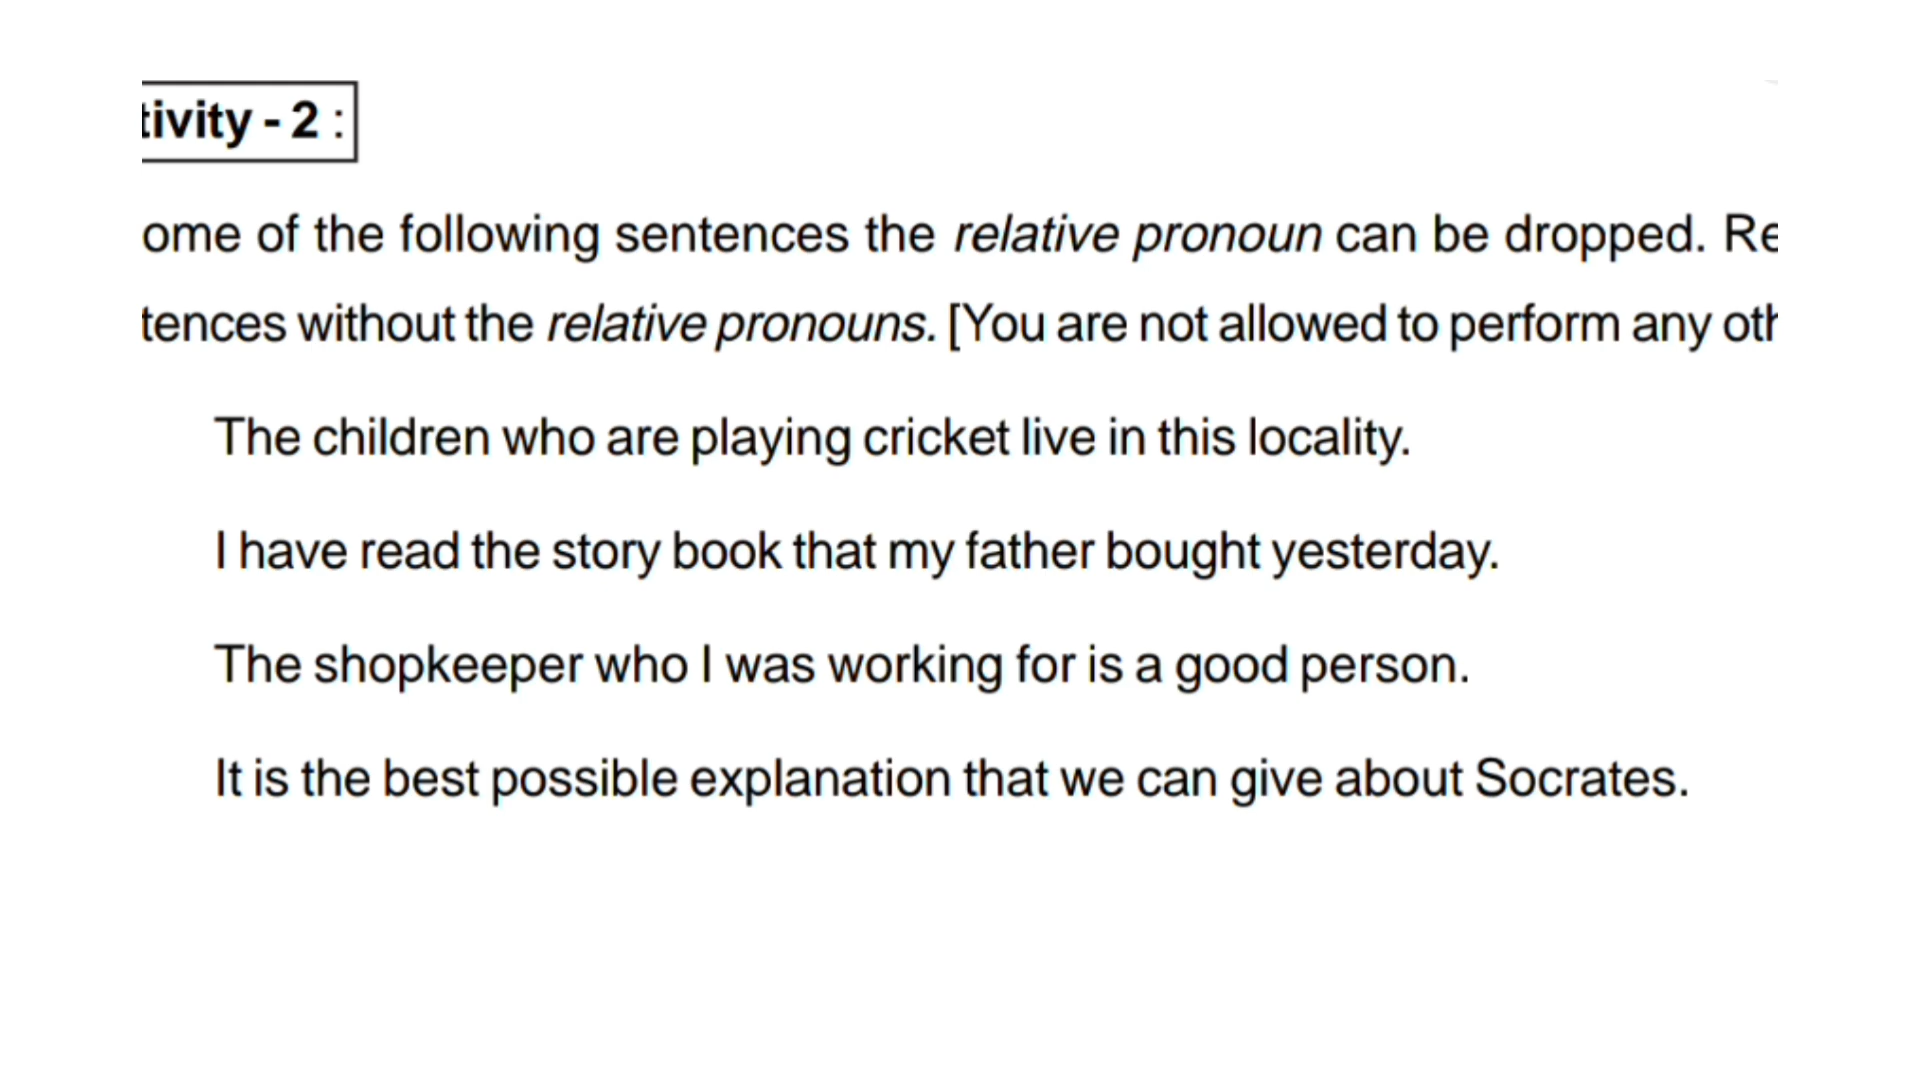 tivity - 2 :
ome of the following sentences the relative pronoun can be dropped. Re
tences without the relative pronouns. [You are not allowed to perform any oth
The children who are playing cricket live in this locality.
I have read the story book that my father bought yesterday.
The shopkeeper who I was working for is a good person.
It is the best possible explanation that we can give about Socrates.